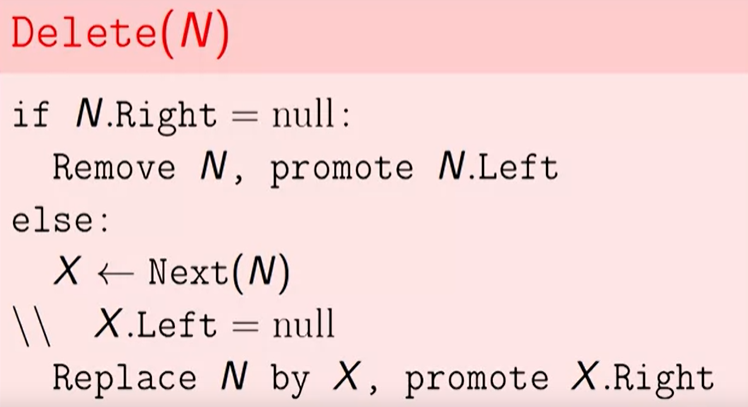 Delete(N)
if N.Right = null:
Remove N, promote N.Left
else:
X ← Next(N)
\\ X.Left = null
Replace N by X, promote X.Right